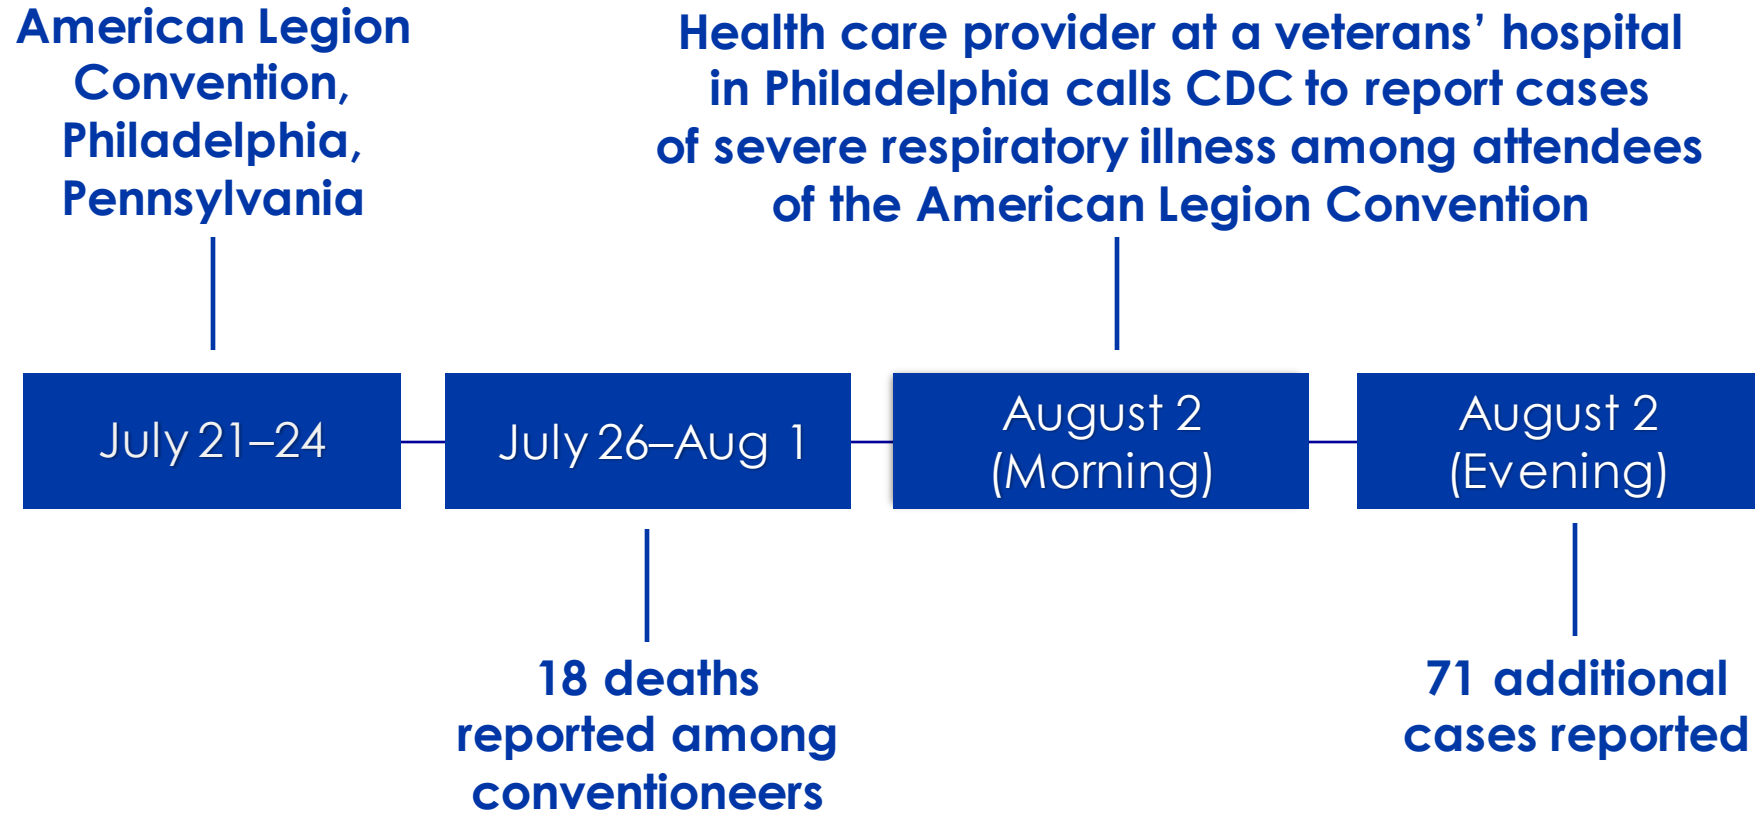 American Legion
Convention,
Philadelphia,
Pennsylvania
Health care provider at a veterans’ hospital
in Philadelphia calls CDC to report cases
of severe respiratory illness among attendees
of the American Legion Convention
July 21–24
July 26–Aug 1
August 2
(Morning)
August 2
(Evening)
18 deaths
reported among
conventioneers
71 additional
cases reported